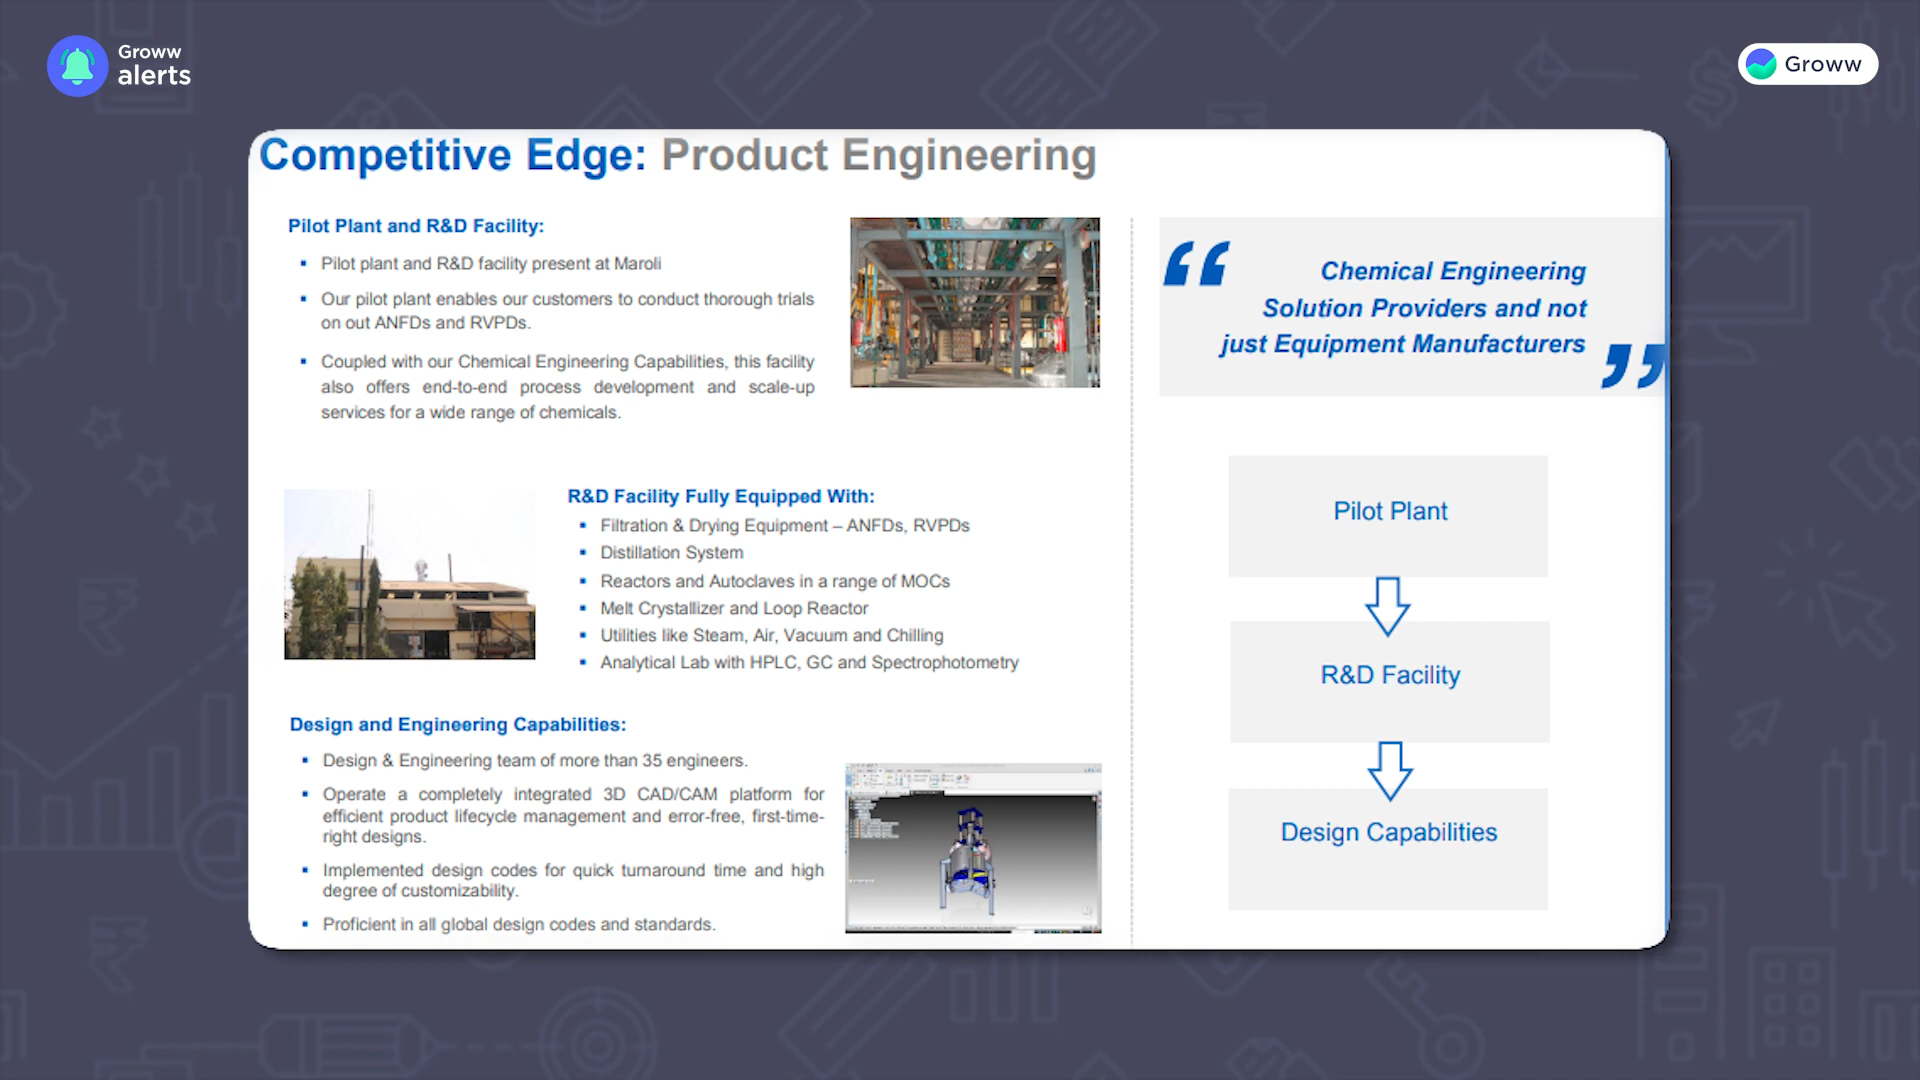 Groww
alerts
Groww
Competitive Edge: Product Engineering
Pilot Plant and R&D Facility:
▪ Pilot plant and R&D facility present at Maroli
▪ Our pilot plant enables our customers to conduct thorough trials
on out ANFDs and RVPDs.
▪ Coupled with our Chemical Engineering Capabilities, this facility
also offers end-to-end process development and scale-up
services for a wide range of chemicals.
R&D Facility Fully Equipped With:
▪ Filtration & Drying Equipment – ANFDs, RVPDs
▪ Distillation System
▪ Reactors and Autoclaves in a range of MOCs
▪ Melt Crystallizer and Loop Reactor
▪ Utilities like Steam, Air, Vacuum and Chilling
▪ Analytical Lab with HPLC, GC and Spectrophotometry
Design and Engineering Capabilities:
▪ Design & Engineering team of more than 35 engineers.
▪ Operate a completely integrated 3D CAD/CAM platform for
efficient product lifecycle management and error-free, first-time-
right designs.
▪ Implemented design codes for quick turnaround time and high
degree of customizability.
▪ Proficient in all global design codes and standards.
“ Chemical Engineering
Solution Providers and not
just Equipment Manufacturers ”
Pilot Plant
R&D Facility
Design Capabilities